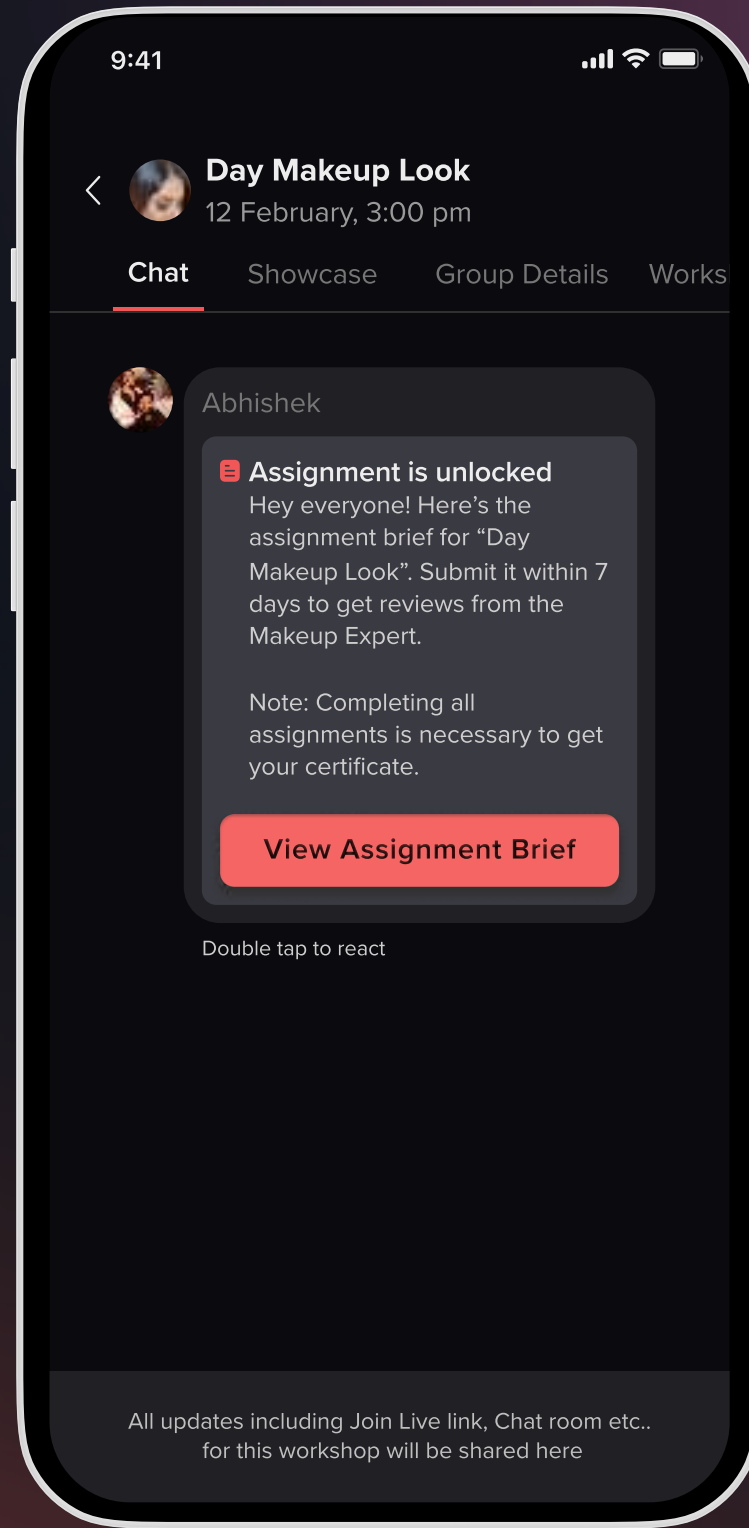 9:41
Day Makeup Look
12 February, 3:00 pm
Chat Showcase Group Details Works
Abhishek
Assignment is unlocked
Hey everyone! Here’s the
assignment brief for “Day
Makeup Look”. Submit it within 7
days to get reviews from the
Makeup Expert.
Note: Completing all
assignments is necessary to get
your certificate.
View Assignment Brief
Double tap to react
All updates including Join Live link, Chat room etc..
for this workshop will be shared here